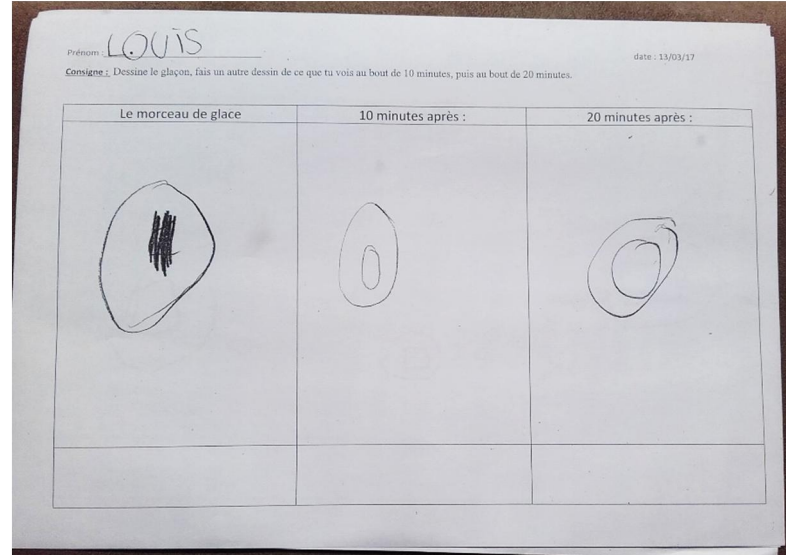 Prénom : LOUIS
date : 13/03/17
Consigne : Dessine le glaçon, fais un autre dessin de ce que tu vois au bout de 10 minutes, puis au bout de 20 minutes.
Le morceau de glace
10 minutes après :
20 minutes après :